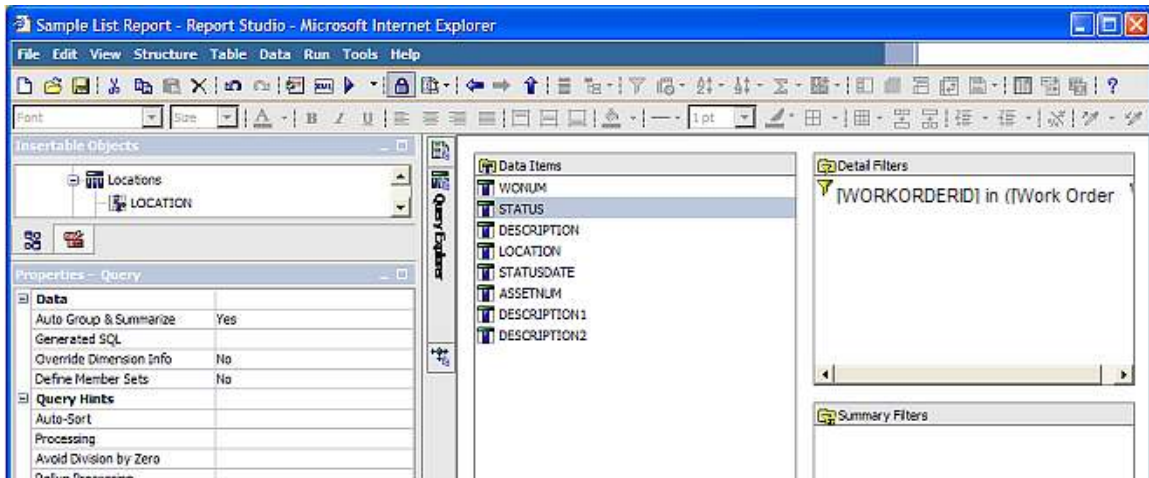 Sample List Report - Report Studio - Microsoft Internet Explorer
File Edit View Structure Table Data Run Tools Help
Font Size B I U 1 pt
Insertable Objects
Locations
LOCATION
Properties - Query
Data
Auto Group & Summarize Yes
Generated SQL
Override Dimension Info No
Define Member Sets No
Query Hints
Auto-Sort
Processing
Avoid Division by Zero
Query Explorer
Data Items
WONUM
STATUS
DESCRIPTION
LOCATION
STATUSDATE
ASSETNUM
DESCRIPTION1
DESCRIPTION2
Detail Filters
[WORKORDERID] in ([Work Order
Summary Filters